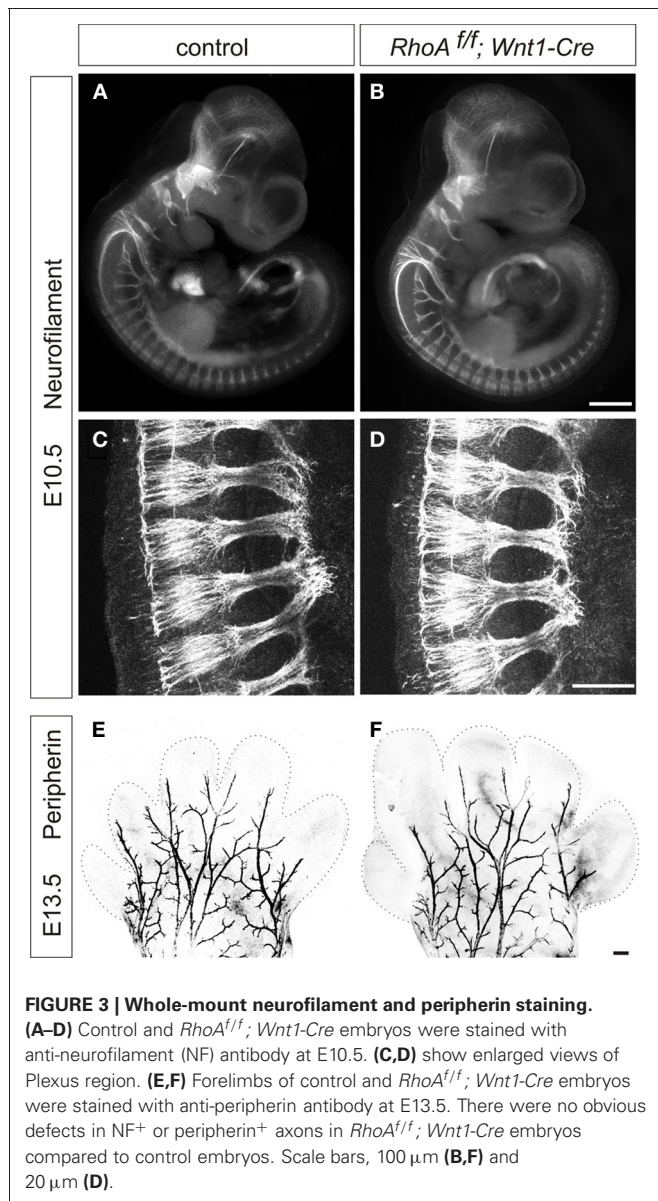 control
RhoA f/f; Wnt1-Cre
E10.5 Neurofilament
A
B
C
D
E13.5 Peripherin
E
F
FIGURE 3 | Whole-mount neurofilament and peripherin staining.
(A–D) Control and RhoA f/f; Wnt1-Cre embryos were stained with
anti-neurofilament (NF) antibody at E10.5. (C,D) show enlarged views of
Plexus region. (E,F) Forelimbs of control and RhoA f/f; Wnt1-Cre embryos
were stained with anti-peripherin antibody at E13.5. There were no obvious
defects in NF+ or peripherin+ axons in RhoA f/f; Wnt1-Cre embryos
compared to control embryos. Scale bars, 100 μm (B,F) and
20 μm (D).